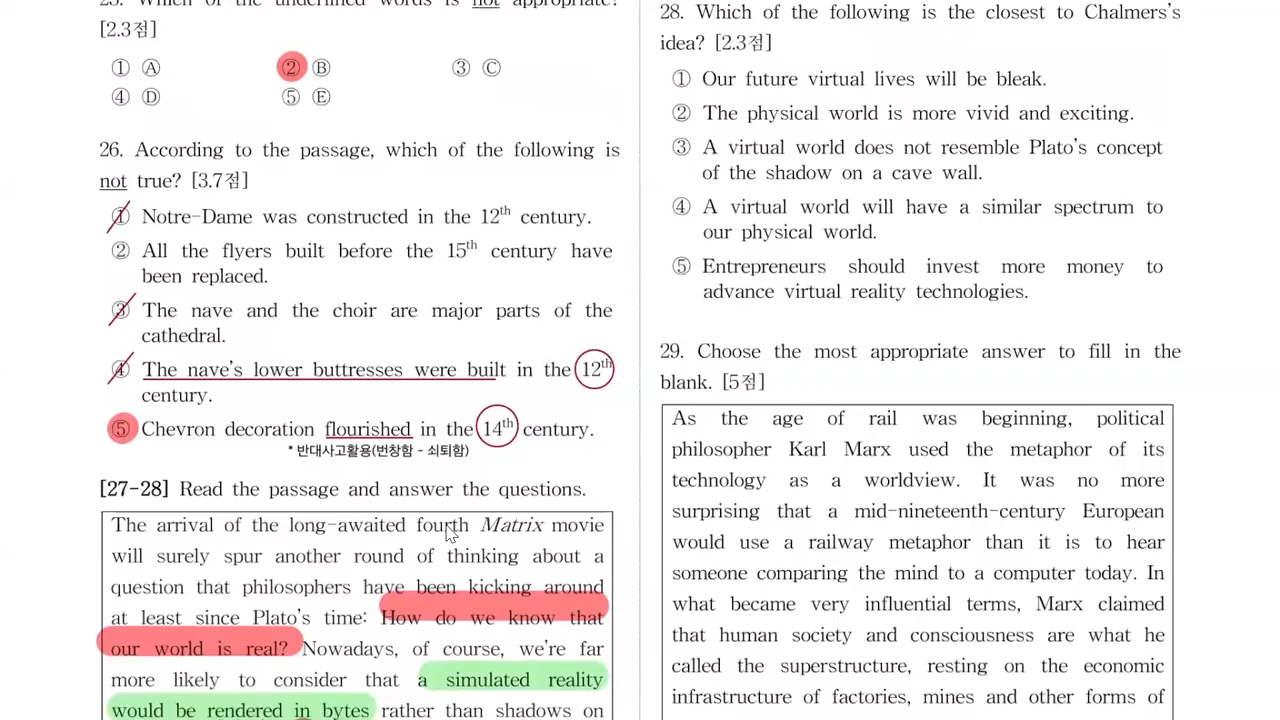 25. Which of the underlined words is not appropriate?
[2.3점]
① Ⓐ ② Ⓑ ③ Ⓒ
④ Ⓓ ⑤ Ⓔ
26. According to the passage, which of the following is
not true? [3.7점]
① Notre-Dame was constructed in the 12th century.
② All the flyers built before the 15th century have
been replaced.
③ The nave and the choir are major parts of the
cathedral.
④ The nave's lower buttresses were built in the 12th
century.
⑤ Chevron decoration flourished in the 14th century.
* 반대사고활용(번창함 - 쇠퇴함)
[27-28] Read the passage and answer the questions.
The arrival of the long-awaited fourth Matrix movie
will surely spur another round of thinking about a
question that philosophers have been kicking around
at least since Plato's time: How do we know that
our world is real? Nowadays, of course, we're far
more likely to consider that a simulated reality
would be rendered in bytes rather than shadows on
28. Which of the following is the closest to Chalmers's
idea? [2.3점]
① Our future virtual lives will be bleak.
② The physical world is more vivid and exciting.
③ A virtual world does not resemble Plato's concept
of the shadow on a cave wall.
④ A virtual world will have a similar spectrum to
our physical world.
⑤ Entrepreneurs should invest more money to
advance virtual reality technologies.
29. Choose the most appropriate answer to fill in the
blank. [5점]
As the age of rail was beginning, political
philosopher Karl Marx used the metaphor of its
technology as a worldview. It was no more
surprising that a mid-nineteenth-century European
would use a railway metaphor than it is to hear
someone comparing the mind to a computer today. In
what became very influential terms, Marx claimed
that human society and consciousness are what he
called the superstructure, resting on the economic
infrastructure of factories, mines and other forms of